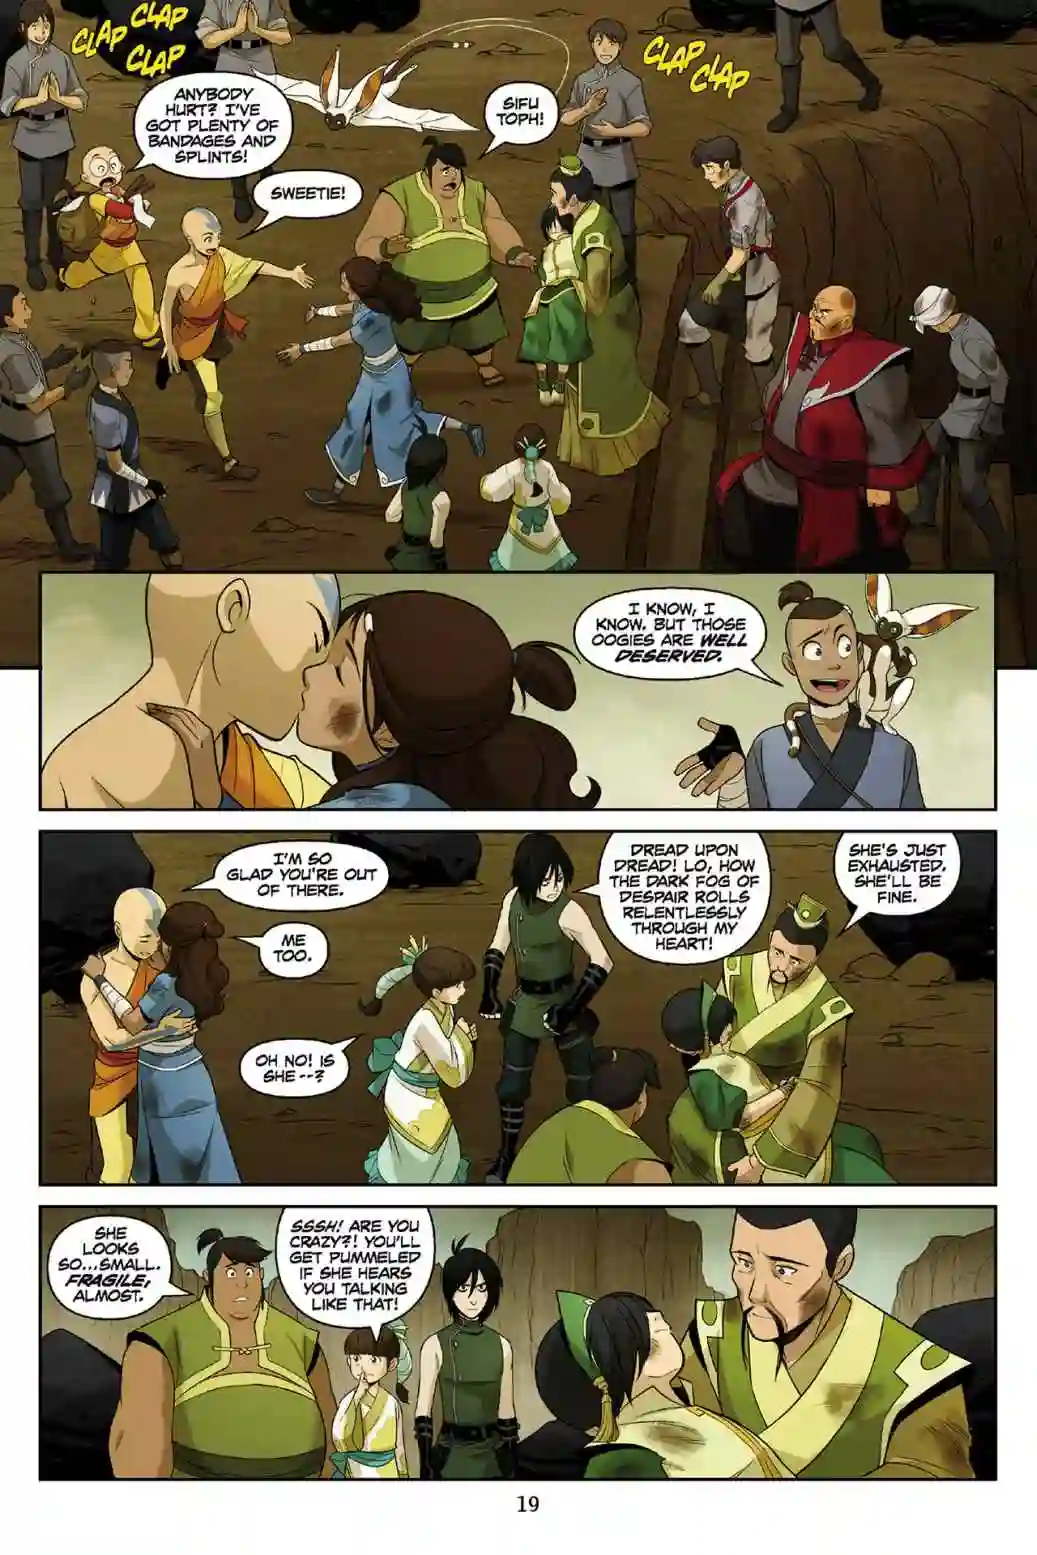 CLAP
CLAP
CLAP
CLAP
CLAP
ANYBODY
HURT? I'VE
GOT PLENTY OF
BANDAGES AND
SPLINTS!
SWEETIE!
SIFU
TOPH!
I KNOW, I
KNOW. BUT THOSE
OOGIES ARE WELL
DESERVED.
I'M SO
GLAD YOU'RE OUT
OF THERE.
ME
TOO.
OH NO! IS
SHE --?
DREAD UPON
DREAD! LO, HOW
THE DARK FOG OF
DESPAIR ROLLS
RELENTLESSLY
THROUGH MY
HEART!
SHE'S JUST
EXHAUSTED.
SHE'LL BE
FINE.
SHE
LOOKS
SO...SMALL.
FRAGILE,
ALMOST.
SSSH! ARE YOU
CRAZY?! YOU'LL
GET PUMMELED
IF SHE HEARS
YOU TALKING
LIKE THAT!
19